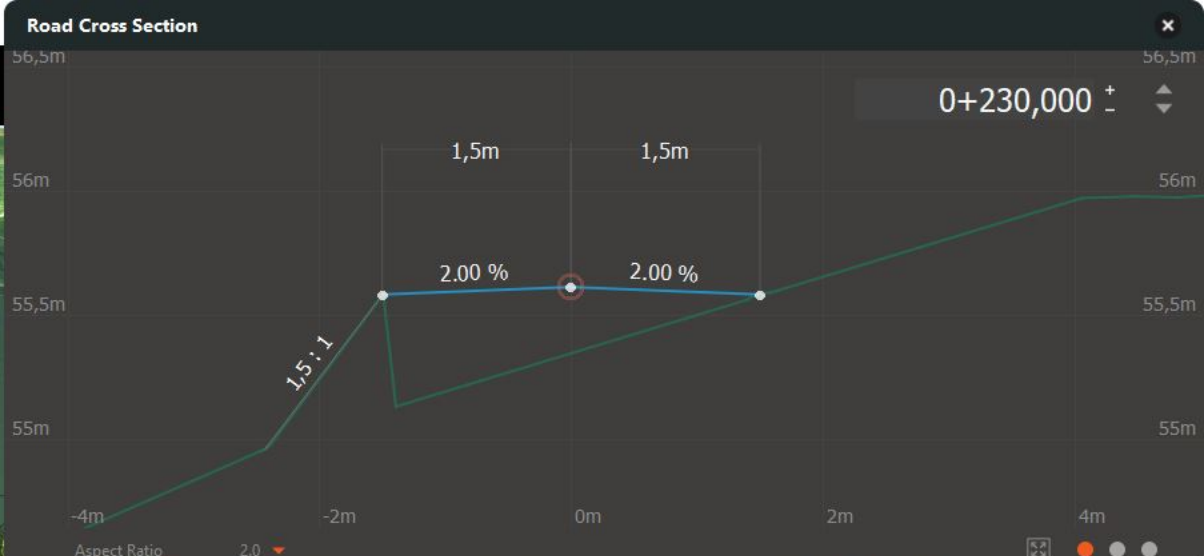 Road Cross Section
56,5m 56,5m
0+230,000 + −
1,5m 1,5m
56m 56m
2.00 % 2.00 %
55,5m 55,5m
1,5 : 1
55m 55m
-4m -2m 0m 2m 4m
Aspect Ratio 2.0